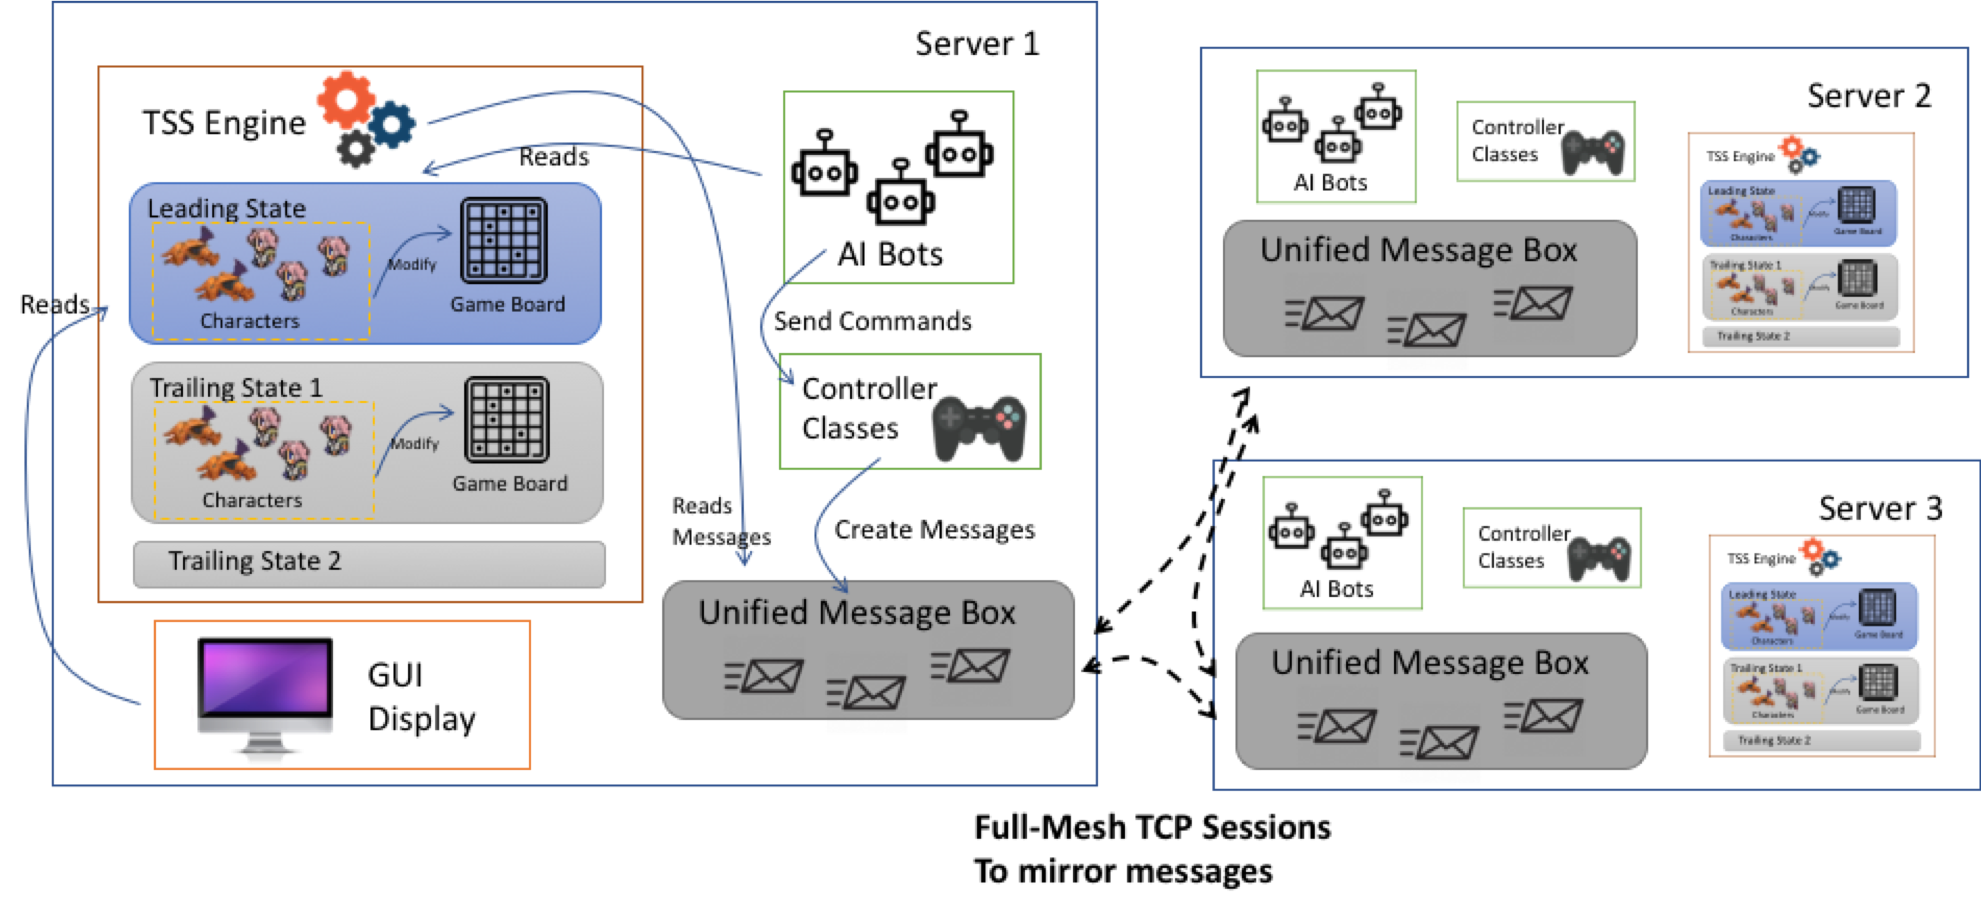 Server 1
TSS Engine
Reads
Leading State
Modify
Game Board
Characters
Reads
Trailing State 1
Modify
Game Board
Characters
Trailing State 2
GUI
Display
AI Bots
Send Commands
Controller
Classes
Reads
Messages
Create Messages
Unified Message Box
Server 2
AI Bots
Controller
Classes
TSS Engine
Leading State
Modify
Game Board
Characters
Trailing State 1
Modify
Game Board
Characters
Trailing State 2
Unified Message Box
Server 3
AI Bots
Controller
Classes
TSS Engine
Leading State
Modify
Game Board
Characters
Trailing State 1
Modify
Game Board
Characters
Trailing State 2
Unified Message Box
Full-Mesh TCP Sessions
To mirror messages